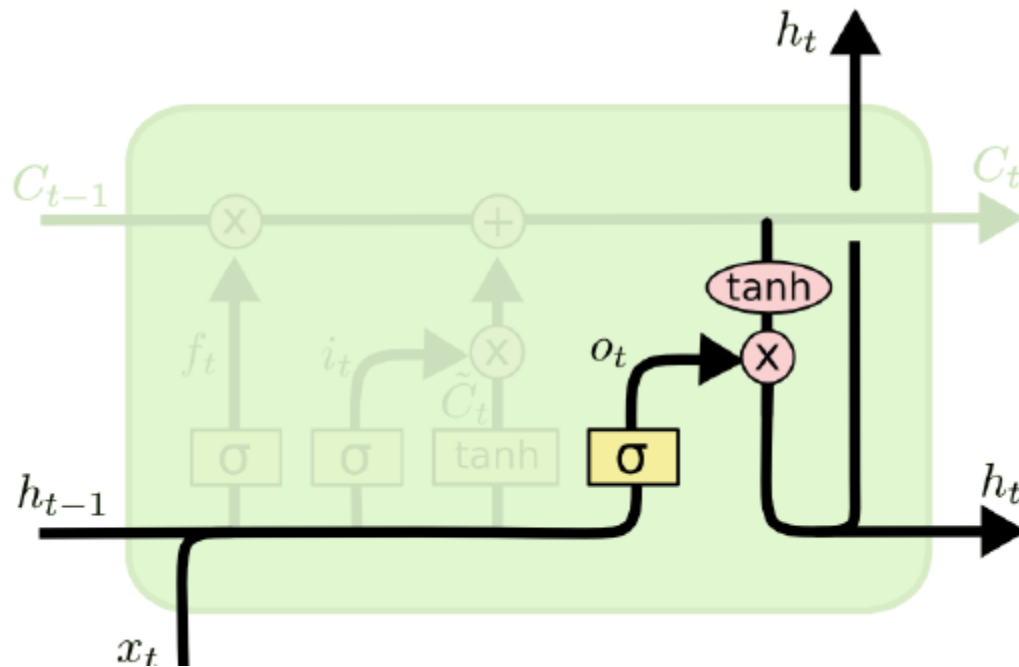 h_t
C_{t-1}
C_t
x
+
tanh
f_t
i_t
x
o_t
x
C̃_t
σ
σ
tanh
σ
h_{t-1}
h_t
x_t